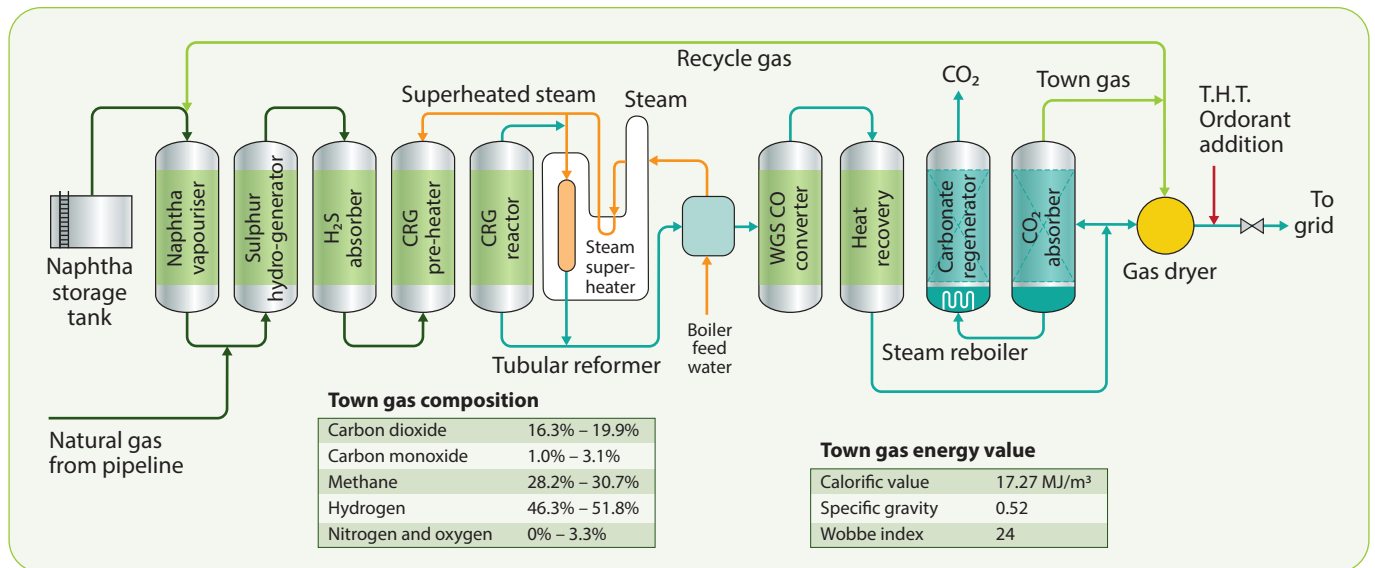 Recycle gas
CO₂
Town gas
T.H.T.
Ordorant
addition
Superheated steam
Steam
Naphtha
vapouriser
Sulphur
hydro-generator
H₂S
absorber
CRG
pre-heater
CRG
reactor
Steam
super-
heater
WGS CO
converter
Heat
recovery
Carbonate
regenerator
CO₂
absorber
To
grid
Gas dryer
Naphtha
storage
tank
Boiler
feed
water
Steam reboiler
Tubular reformer
Natural gas
from pipeline
Town gas composition
Carbon dioxide 16.3% – 19.9%
Carbon monoxide 1.0% – 3.1%
Methane 28.2% – 30.7%
Hydrogen 46.3% – 51.8%
Nitrogen and oxygen 0% – 3.3%
Town gas energy value
Calorific value 17.27 MJ/m³
Specific gravity 0.52
Wobbe index 24